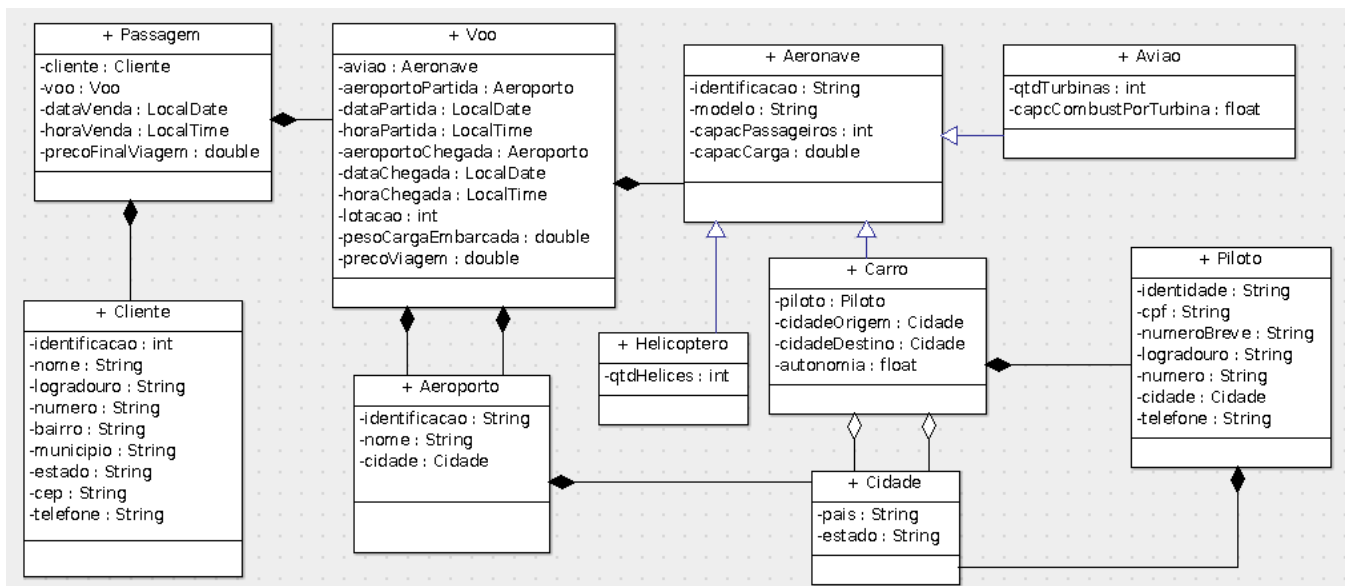 + Passagem
-cliente : Cliente
-voo : Voo
-dataVenda : LocalDate
-horaVenda : LocalTime
-precoFinalViagem : double
+ Voo
-aviao : Aeronave
-aeroportoPartida : Aeroporto
-dataPartida : LocalDate
-horaPartida : LocalTime
-aeroportoChegada : Aeroporto
-dataChegada : LocalDate
-horaChegada : LocalTime
-lotacao : int
-pesoCargaEmbarcada : double
-precoViagem : double
+ Aeronave
-identificacao : String
-modelo : String
-capacPassageiros : int
-capacCarga : double
+ Aviao
-qtdTurbinas : int
-capcCombustPorTurbina : float
+ Cliente
-identificacao : int
-nome : String
-logradouro : String
-numero : String
-bairro : String
-municipio : String
-estado : String
-cep : String
-telefone : String
+ Aeroporto
-identificacao : String
-nome : String
-cidade : Cidade
+ Helicoptero
-qtdHelices : int
+ Carro
-piloto : Piloto
-cidadeOrigem : Cidade
-cidadeDestino : Cidade
-autonomia : float
+ Piloto
-identidade : String
-cpf : String
-numeroBreve : String
-logradouro : String
-numero : String
-cidade : Cidade
-telefone : String
+ Cidade
-pais : String
-estado : String